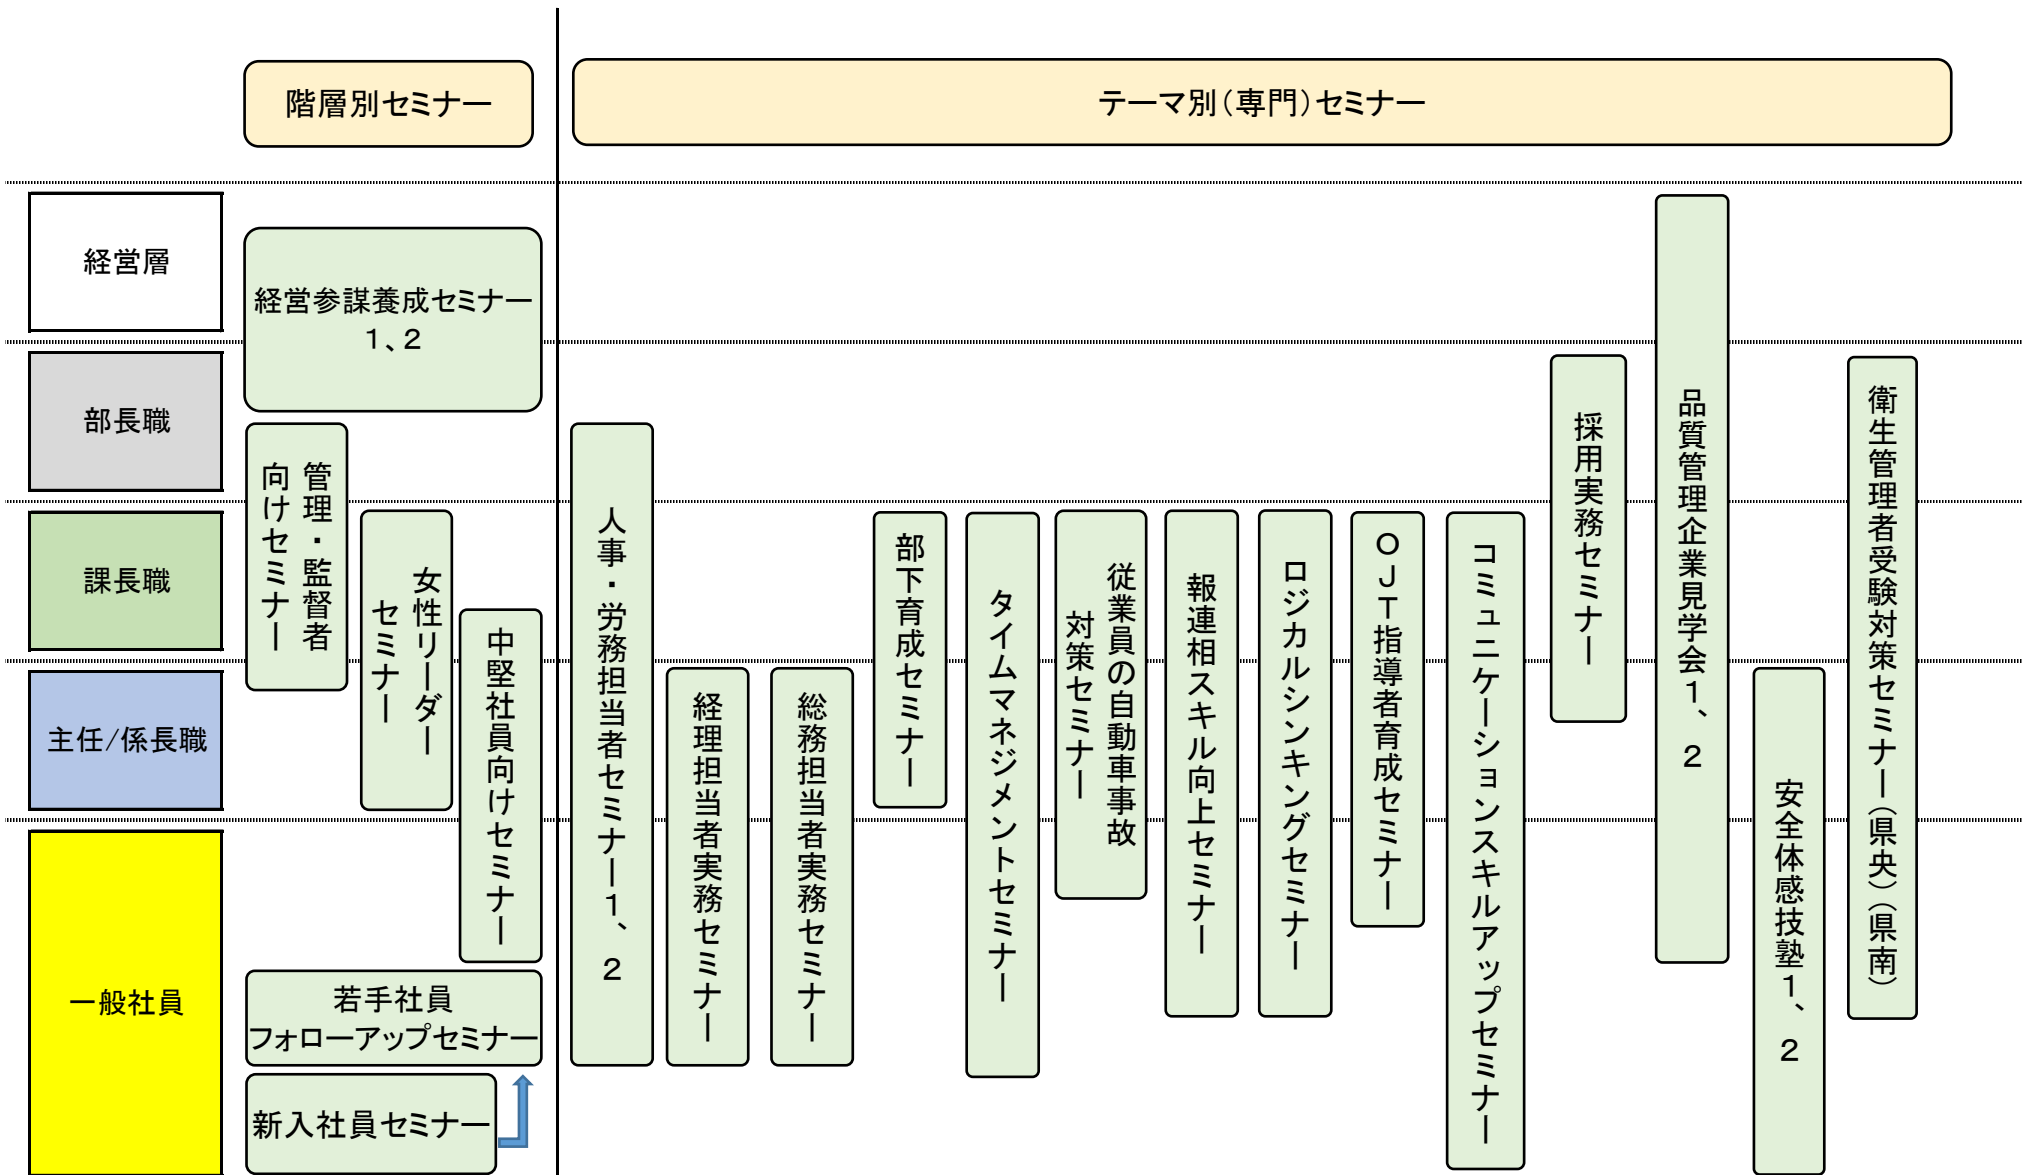 階層別セミナー
テーマ別（専門）セミナー
経営層
部長職
課長職
主任/係長職
一般社員
経営参謀養成セミナー
１、２
管理・監督者
向けセミナー
女性リーダー
セミナー
中堅社員向けセミナー
若手社員
フォローアップセミナー
新入社員セミナー
人事・労務担当者セミナー１、２
経理担当者実務セミナー
総務担当者実務セミナー
部下育成セミナー
タイムマネジメントセミナー
従業員の自動車事故
対策セミナー
報連相スキル向上セミナー
ロジカルシンキングセミナー
ＯＪＴ指導者育成セミナー
コミュニケーションスキルアップセミナー
採用実務セミナー
品質管理企業見学会１、２
安全体感技塾１、２
衛生管理者受験対策セミナー（県央）（県南）